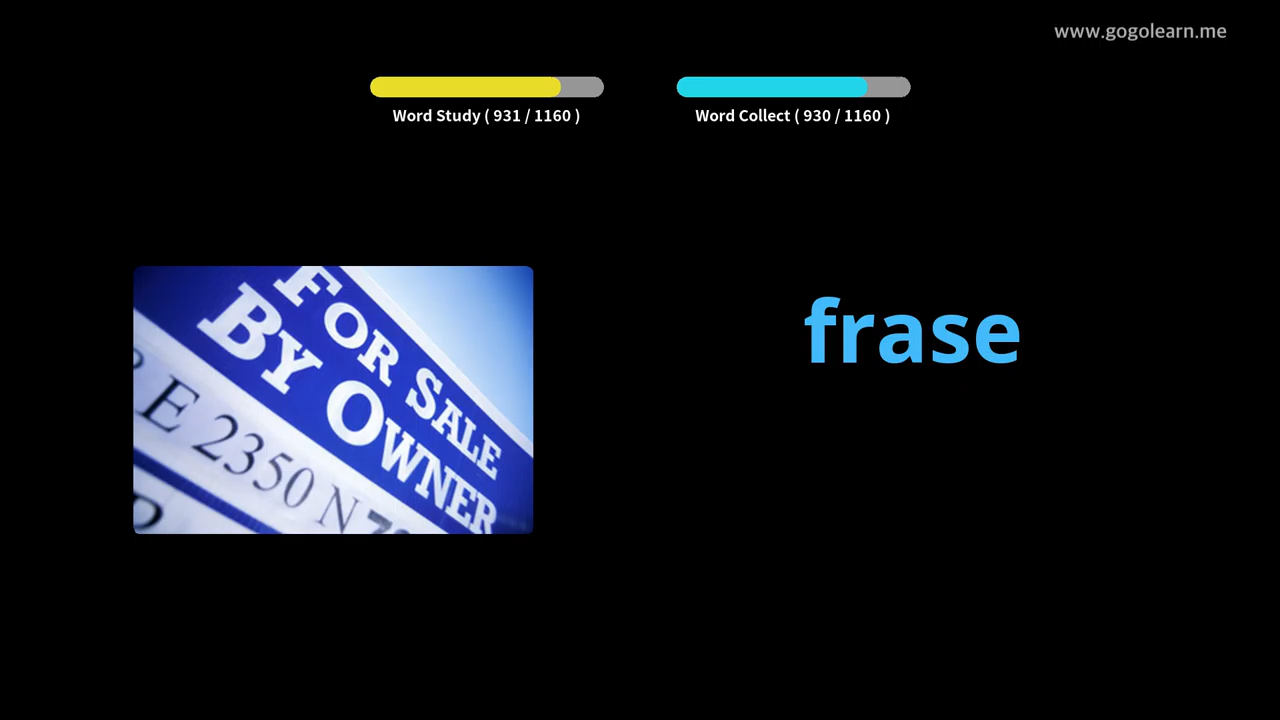 www.gogolearn.me
Word Study ( 931 / 1160 )
Word Collect ( 930 / 1160 )
FOR SALE
BY OWNER
E 2350 N
frase